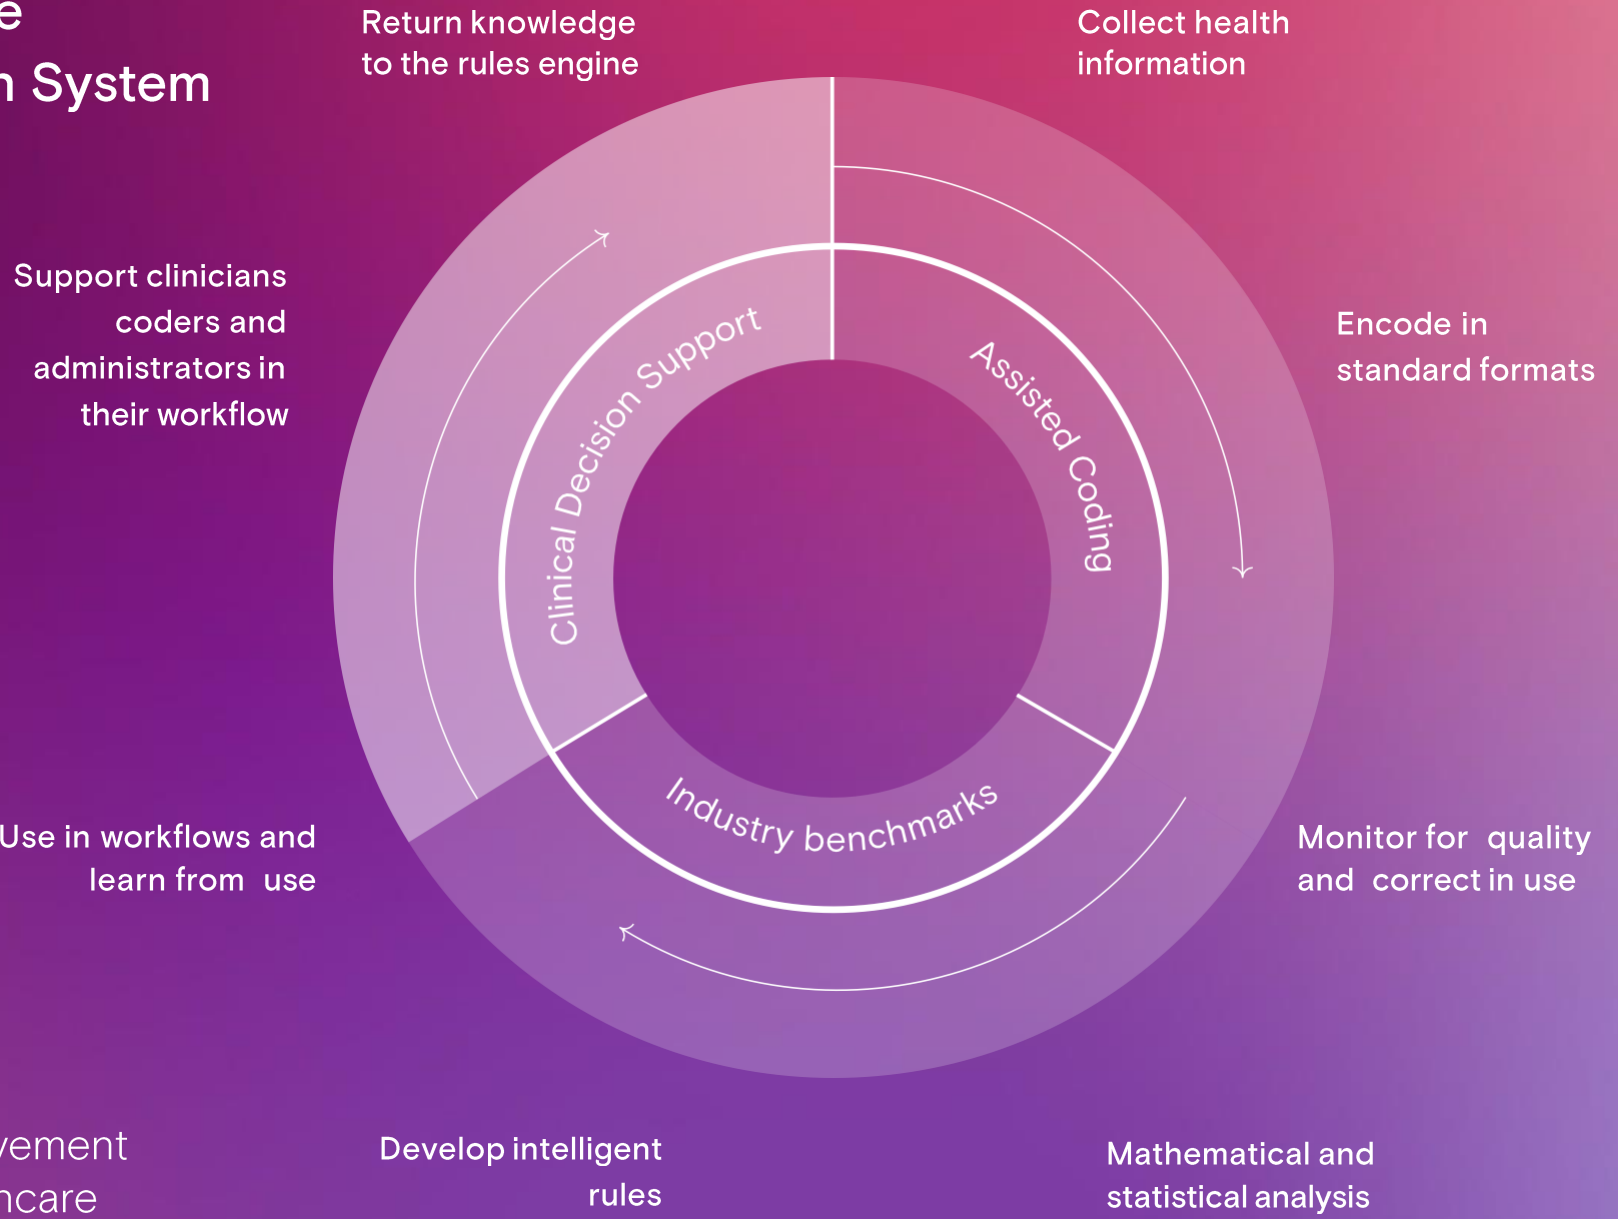 e
n System
Return knowledge
to the rules engine
Collect health
information
Support clinicians
coders and
administrators in
their workflow
Encode in
standard formats
Clinical Decision Support
Assisted Coding
Industry benchmarks
Use in workflows and
learn from use
Monitor for quality
and correct in use
Develop intelligent
rules
Mathematical and
statistical analysis
vement
ncare